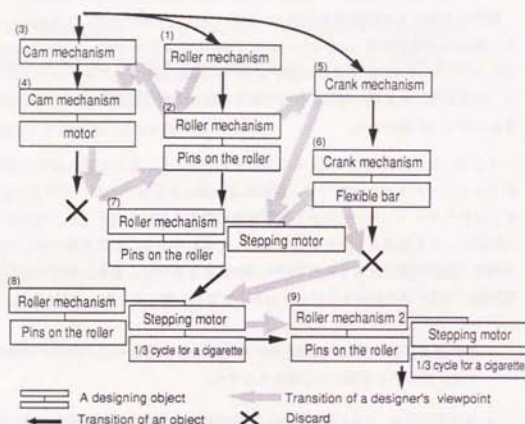 (3)
Cam mechanism
(1)
Roller mechanism
(5)
Crank mechanism
(4)
Cam mechanism
motor
(2)
Roller mechanism
Pins on the roller
(6)
Crank mechanism
Flexible bar
(7)
Roller mechanism
Pins on the roller
Stepping motor
(8)
Roller mechanism
Pins on the roller
Stepping motor
1/3 cycle for a cigarette
(9)
Roller mechanism 2
Pins on the roller
Stepping motor
1/3 cycle for a cigarette
A designing object
Transition of a designer's viewpoint
Transition of an object
Discard